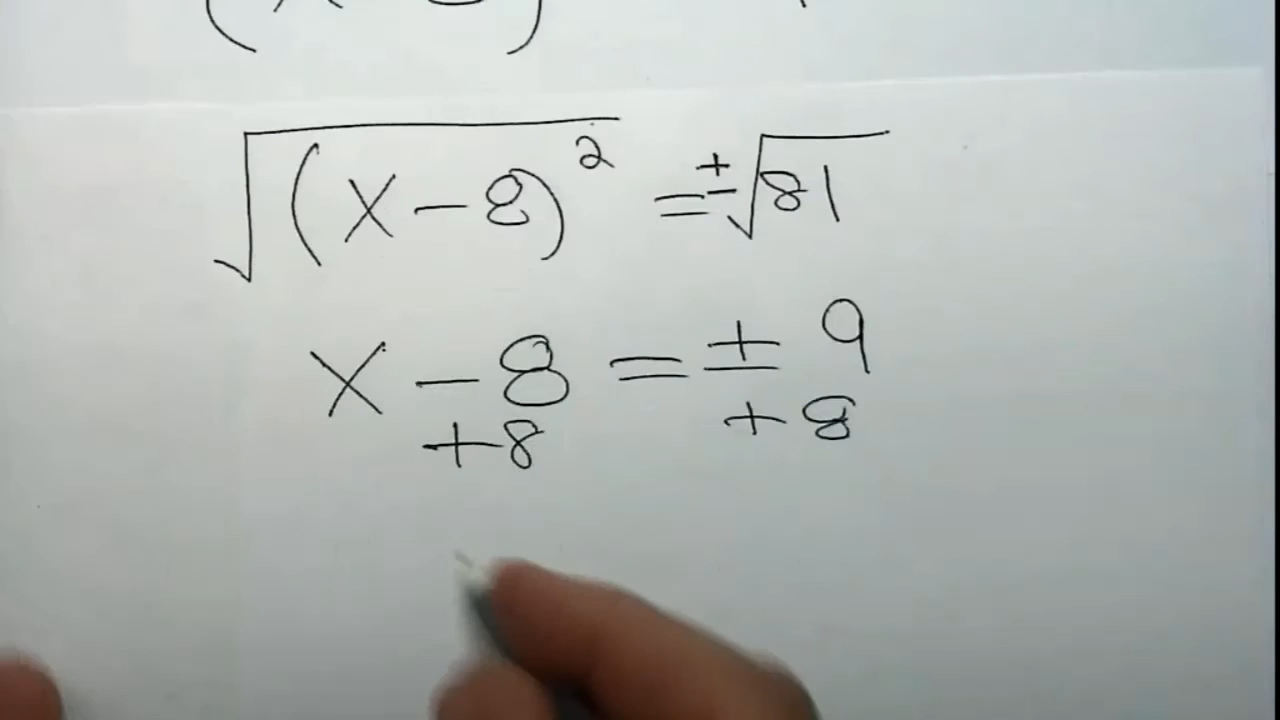 √(x-8)² = ±√81
x - 8 = ± 9
+8 +8